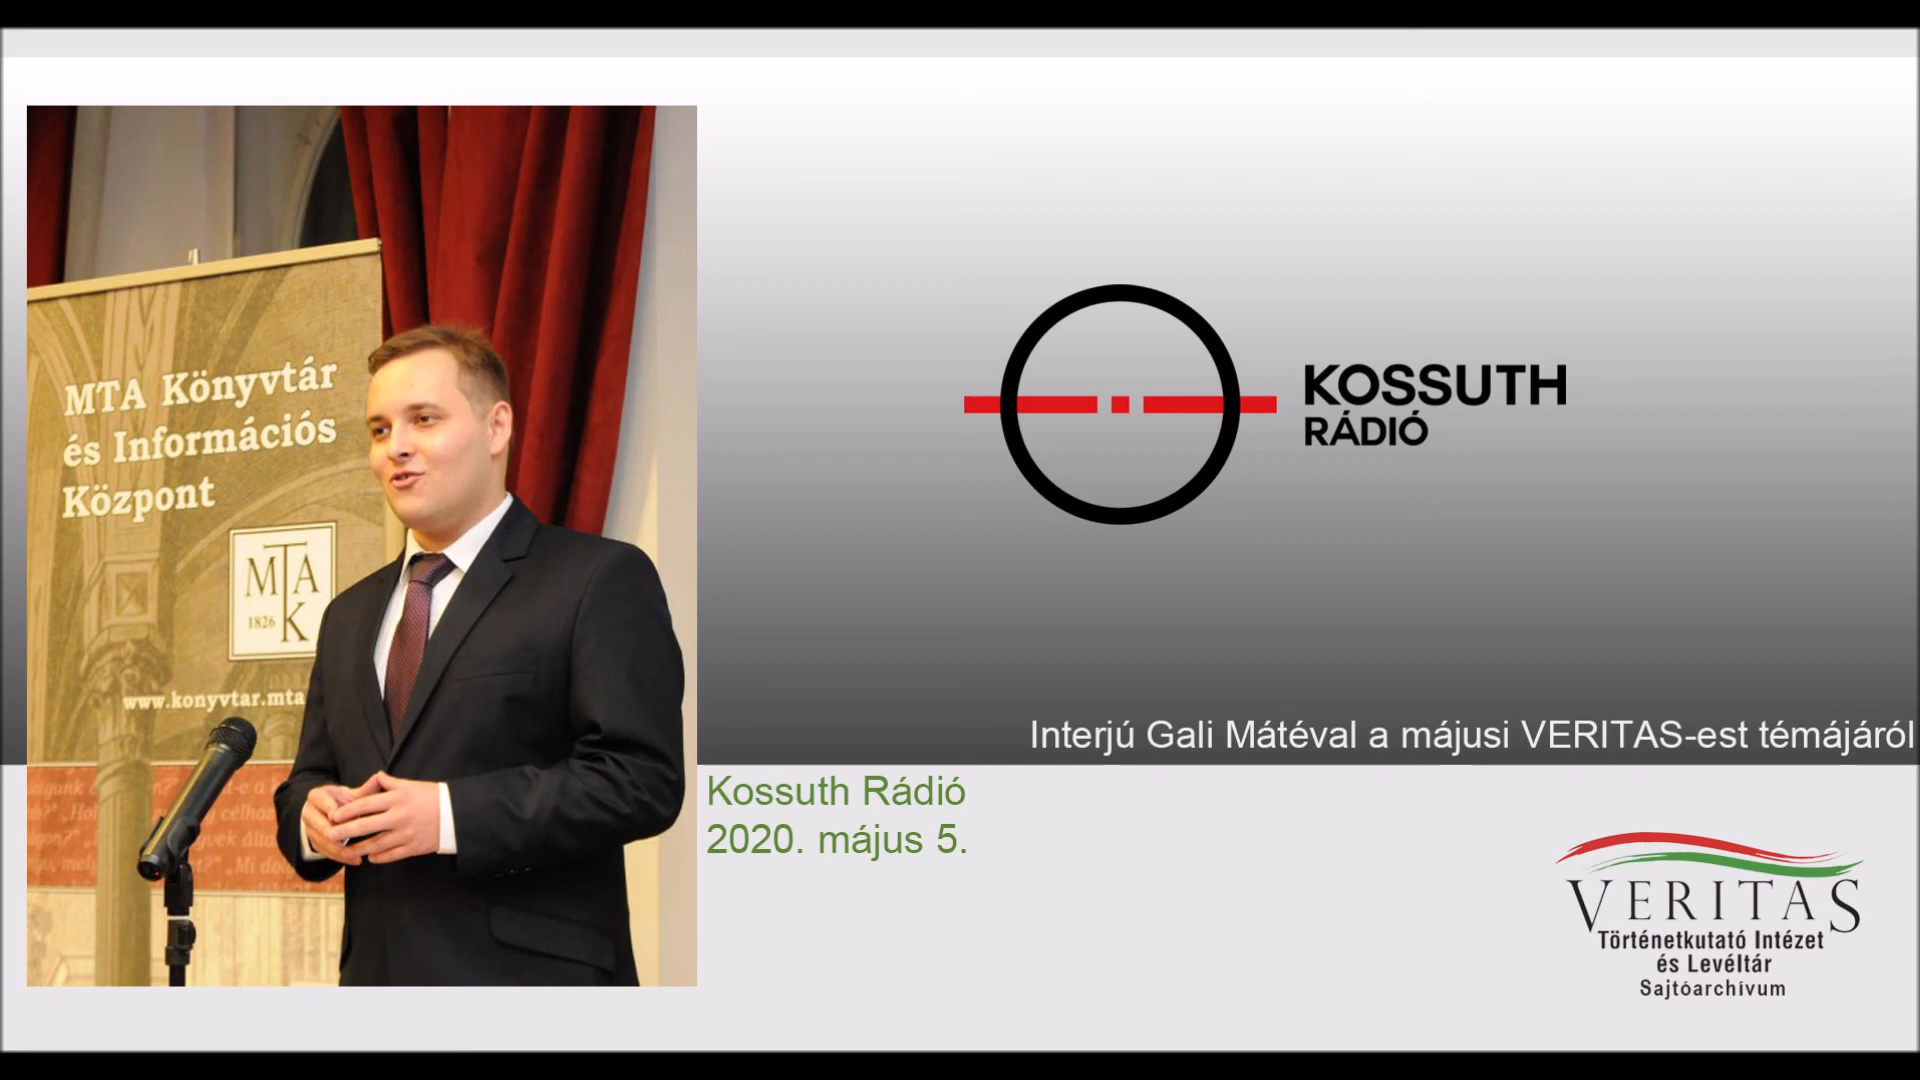 MTA Könyvtár
és Információs
Központ
MTA
K
1826
www.konyvtar.mta
KOSSUTH
RÁDIÓ
Interjú Gali Mátéval a májusi VERITAS-est témájáról
Kossuth Rádió
2020. május 5.
VERITAS
Történetkutató Intézet
és Levéltár
Sajtóarchívum